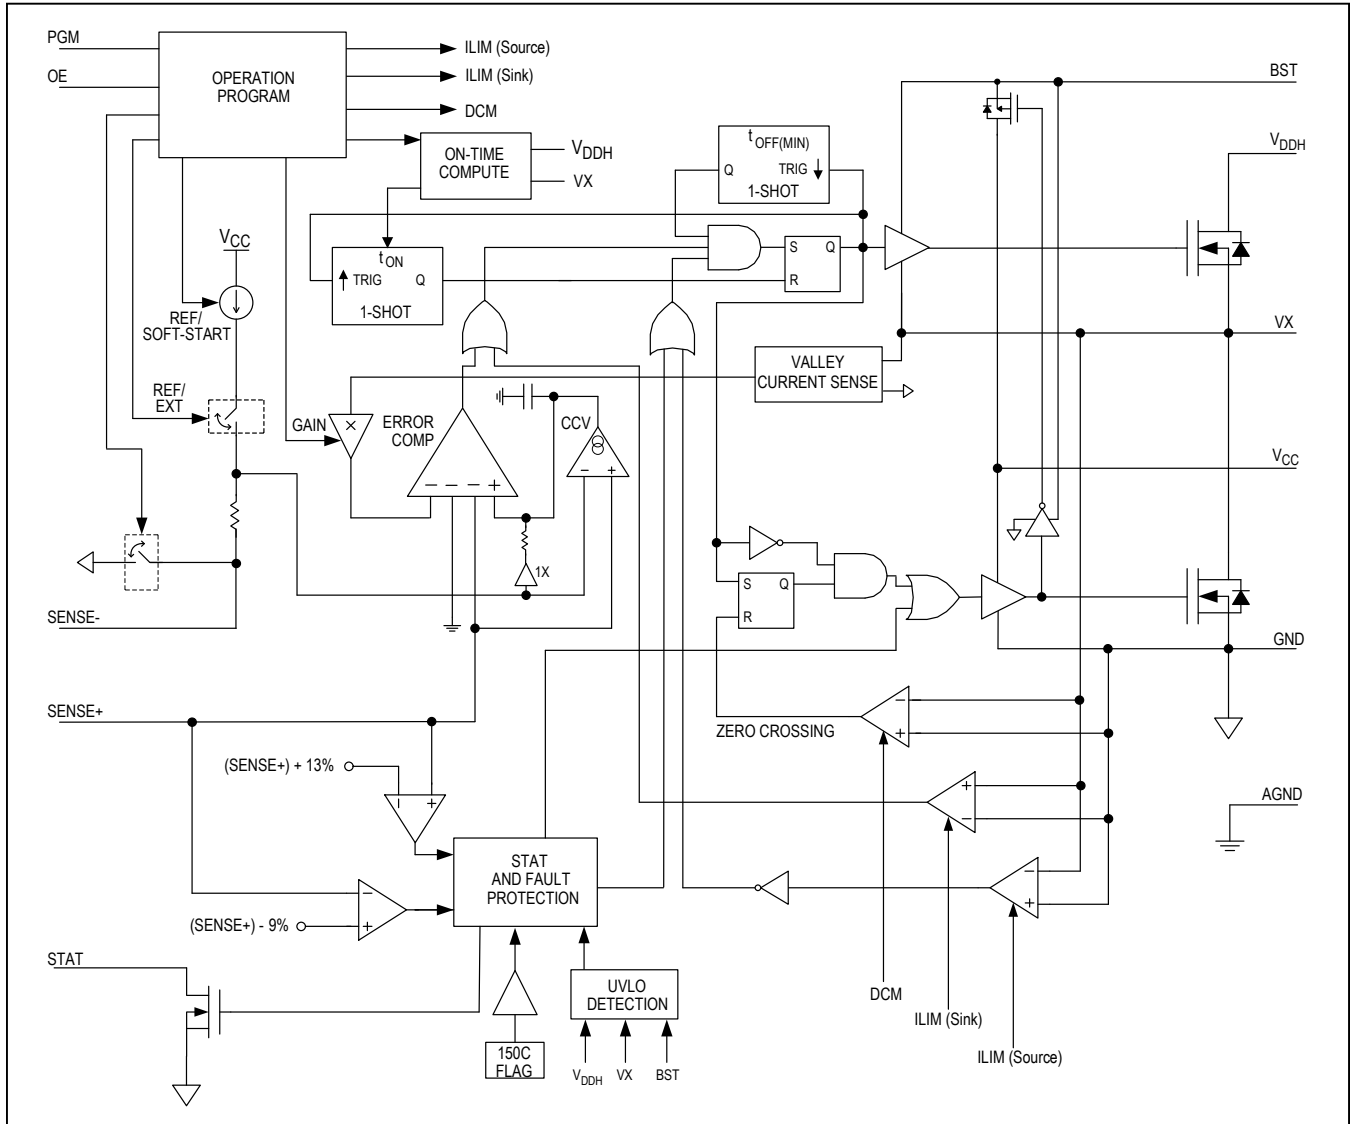 PGM
OE
OPERATION
PROGRAM
ILIM (Source)
ILIM (Sink)
DCM
ON-TIME
COMPUTE
VDDH
VX
tOFF(MIN)
Q TRIG
1-SHOT
BST
VDDH
VCC
REF/
SOFT-START
tON
TRIG Q
1-SHOT
S Q
R
VX
VALLEY
CURRENT SENSE
REF/
EXT
GAIN
×
ERROR
COMP
CCV
− +
− − − +
VCC
1X
S Q
R
SENSE-
GND
SENSE+
ZERO CROSSING
−
+
(SENSE+) + 13%
− +
+
−
AGND
STAT
AND FAULT
PROTECTION
−
+
−
+
(SENSE+) - 9%
STAT
UVLO
DETECTION
DCM
ILIM (Sink)
ILIM (Source)
150C
FLAG
VDDH VX BST